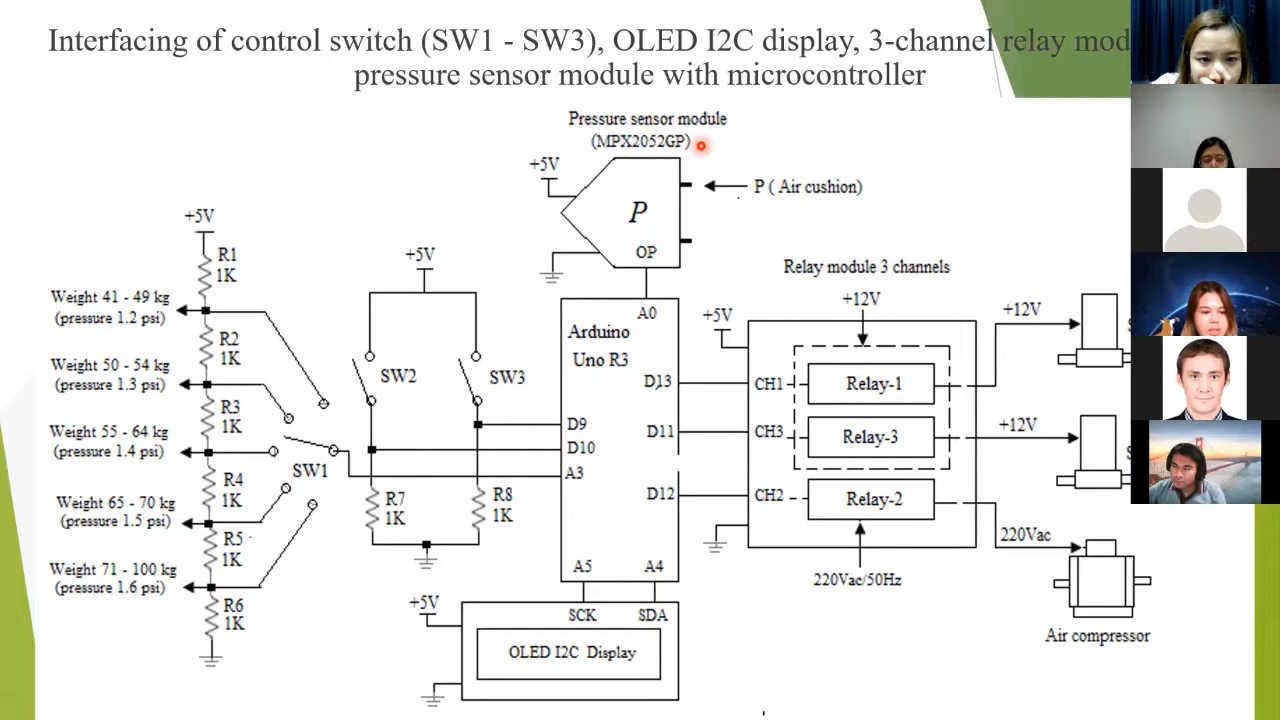 Interfacing of control switch (SW1 - SW3), OLED I2C display, 3-channel relay
pressure sensor module with microcontroller
Pressure sensor module
(MPX2052GP)
+5V
P ( Air cushion)
P
OP
+5V
R1
1K
Weight 41 - 49 kg
(pressure 1.2 psi)
R2
1K
Weight 50 - 54 kg
(pressure 1.3 psi)
R3
1K
Weight 55 - 64 kg
(pressure 1.4 psi)
SW1
R4
1K
Weight 65 - 70 kg
(pressure 1.5 psi)
R5
1K
Weight 71 - 100 kg
(pressure 1.6 psi)
R6
1K
+5V
SW2
SW3
R7
1K
R8
1K
A0
Arduino
Uno R3
D13
D9
D11
D10
A3
D12
A5
A4
+5V
SCK
SDA
OLED I2C Display
Relay module 3 channels
+12V
+5V
CH1
Relay-1
CH3
Relay-3
CH2
Relay-2
220Vac/50Hz
+12V
+12V
220Vac
Air compressor